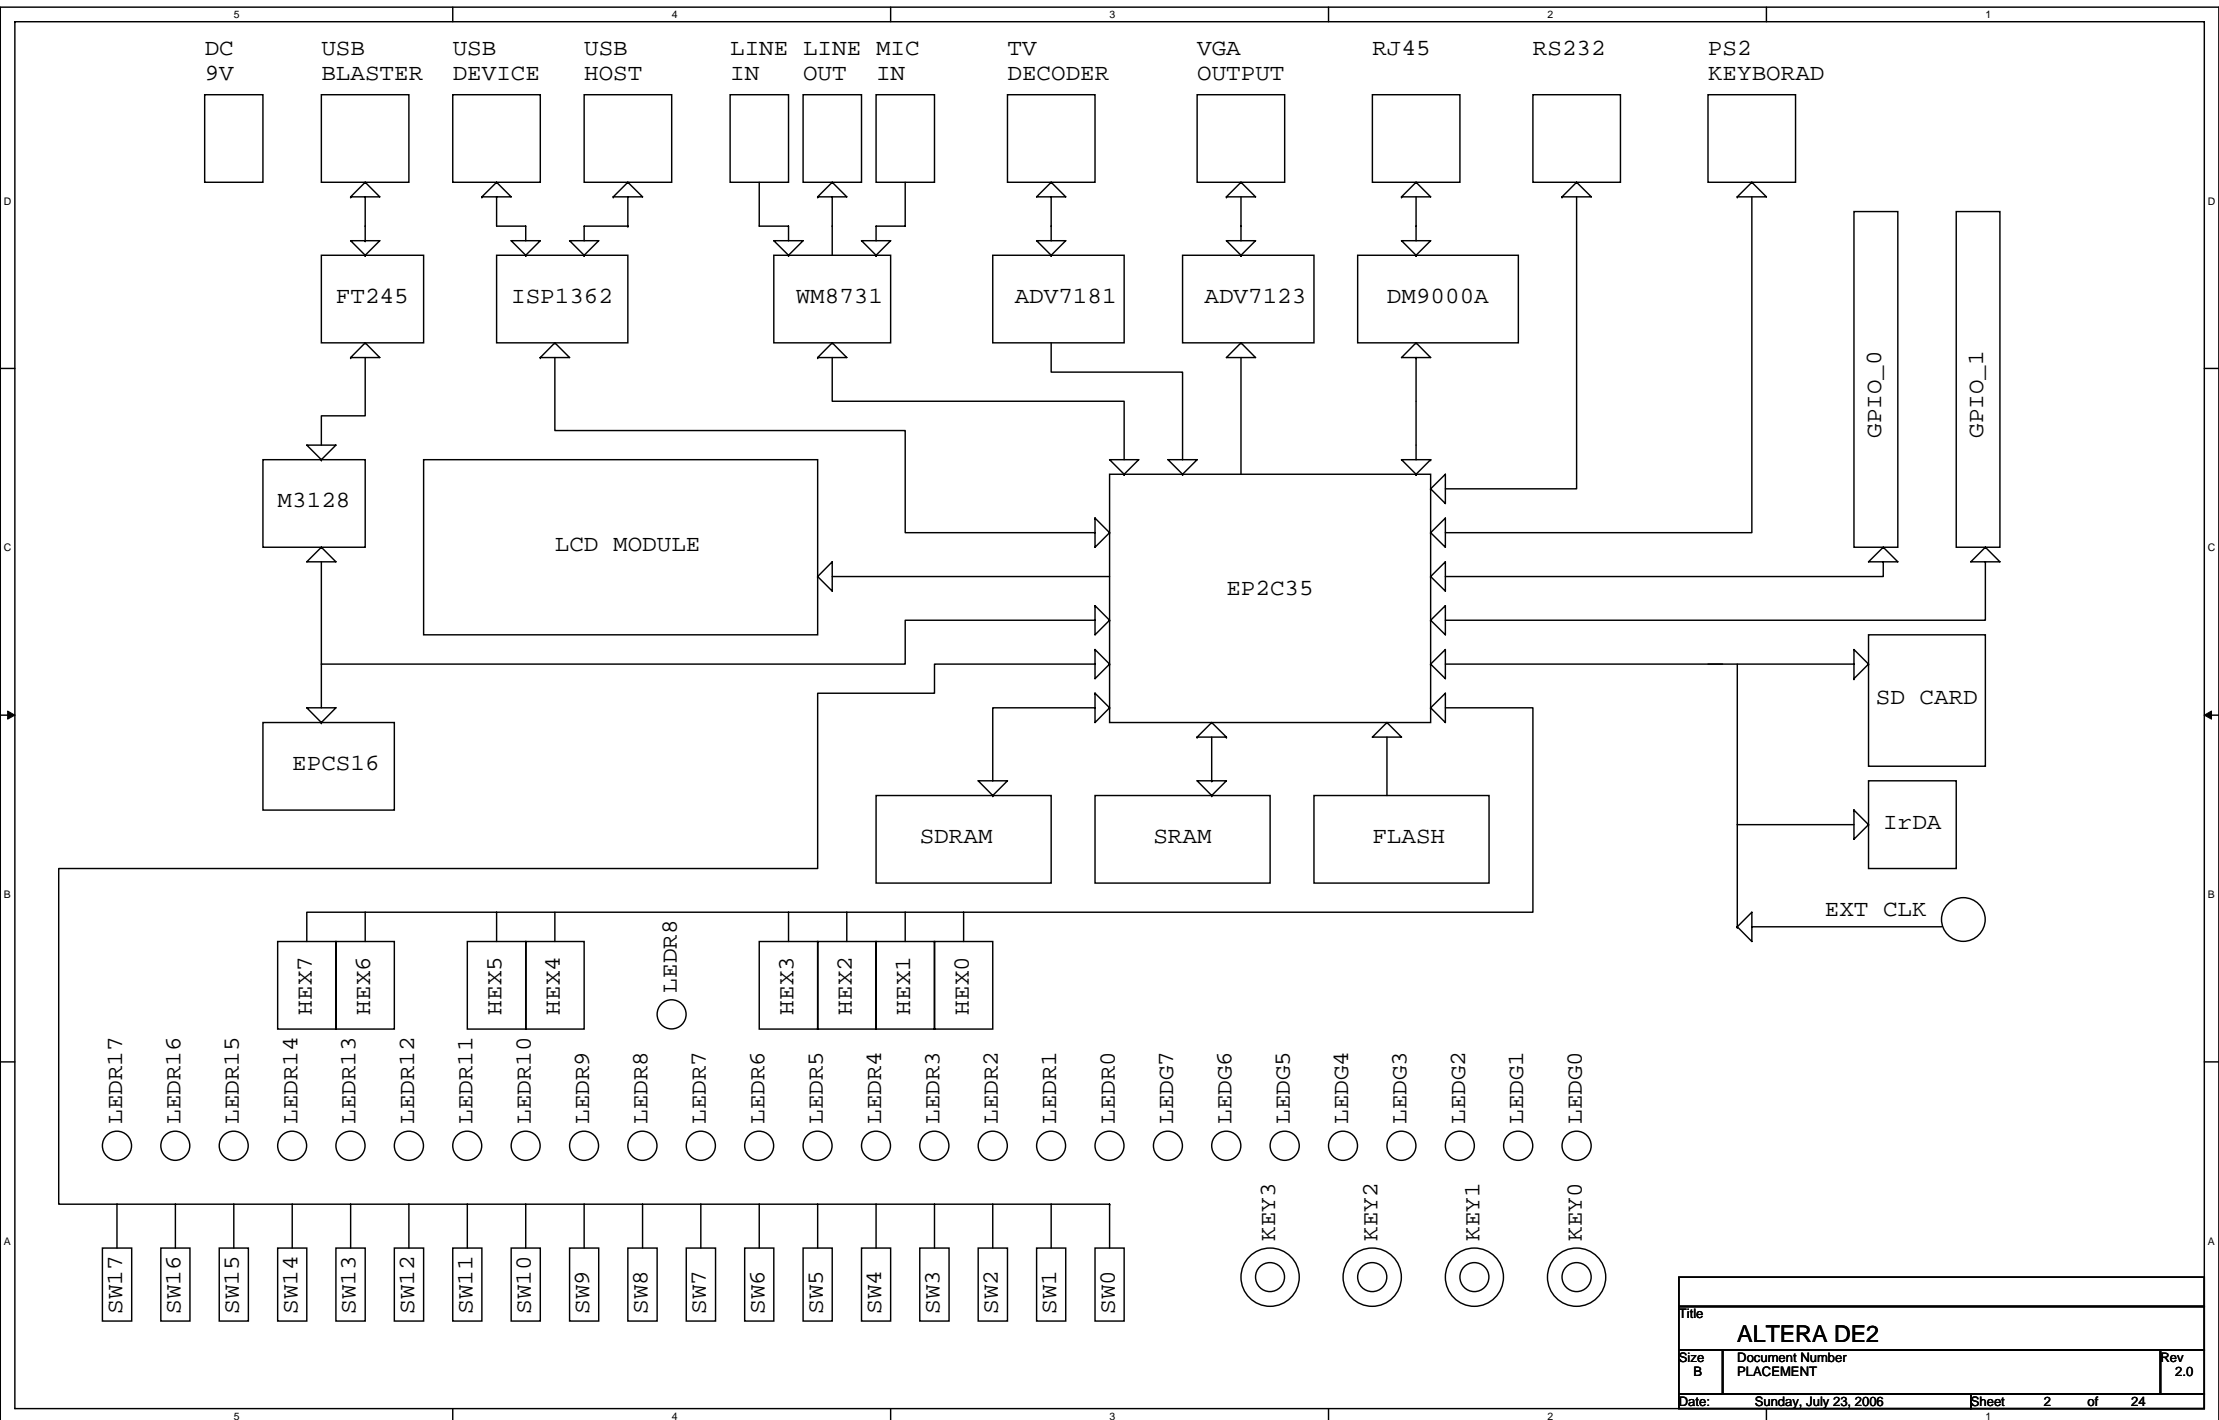 5 4 3 2 1
DC 9V
USB BLASTER
USB DEVICE
USB HOST
LINE IN
LINE OUT
MIC IN
TV DECODER
VGA OUTPUT
RJ45
RS232
PS2 KEYBORAD
D D
FT245
ISP1362
WM8731
ADV7181
ADV7123
DM9000A
GPIO_0
GPIO_1
M3128
LCD MODULE
EP2C35
C C
SD CARD
EPCS16
SDRAM
SRAM
FLASH
IrDA
B B
EXT CLK
HEX7
HEX6
HEX5
HEX4
LEDR8
HEX3
HEX2
HEX1
HEX0
LEDR17
LEDR16
LEDR15
LEDR14
LEDR13
LEDR12
LEDR11
LEDR10
LEDR9
LEDR8
LEDR7
LEDR6
LEDR5
LEDR4
LEDR3
LEDR2
LEDR1
LEDR0
LEDG7
LEDG6
LEDG5
LEDG4
LEDG3
LEDG2
LEDG1
LEDG0
KEY3
KEY2
KEY1
KEY0
A A
SW17
SW16
SW15
SW14
SW13
SW12
SW11
SW10
SW9
SW8
SW7
SW6
SW5
SW4
SW3
SW2
SW1
SW0
Title
ALTERA DE2
Size Document Number Rev
B PLACEMENT 2.0
Date: Sunday, July 23, 2006 Sheet 2 of 24
5 4 3 2 1